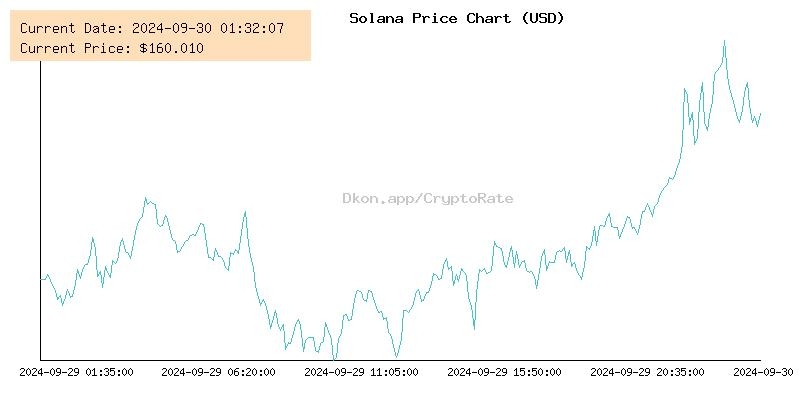 Solana Price Chart (USD)
Current Date: 2024-09-30 01:32:07
Current Price: $160.010
Dkon.app/CryptoRate
2024-09-29 01:35:00 2024-09-29 06:20:00 2024-09-29 11:05:00 2024-09-29 15:50:00 2024-09-29 20:35:00 2024-09-30